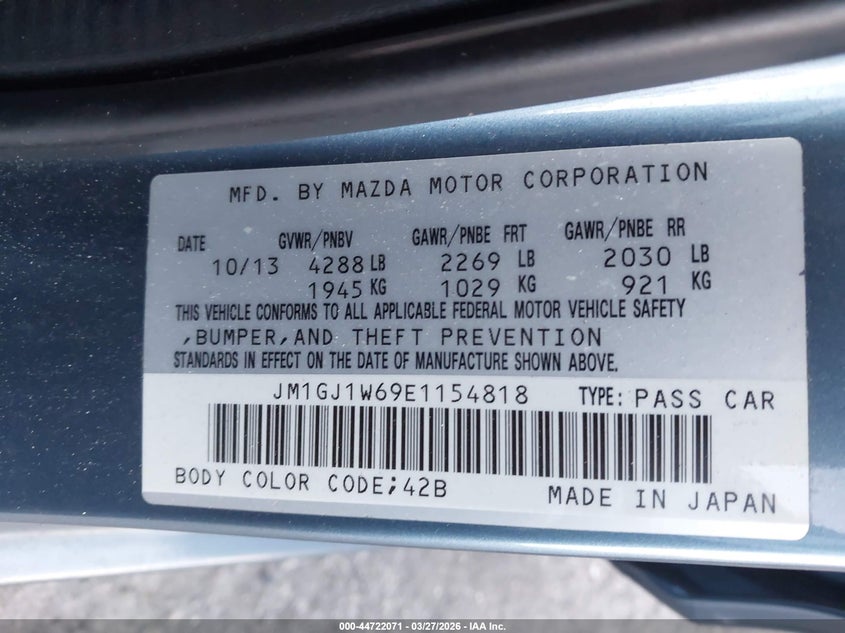 MFD. BY MAZDA MOTOR CORPORATION
DATE GVWR/PNBV GAWR/PNBE FRT GAWR/PNBE RR
10/13 4288 LB 2269 LB 2030 LB
1945 KG 1029 KG 921 KG
THIS VEHICLE CONFORMS TO ALL APPLICABLE FEDERAL MOTOR VEHICLE SAFETY
,BUMPER,AND THEFT PREVENTION
STANDARDS IN EFFECT ON THE DATE OF MANUFACTURE SHOWN ABOVE.
JM1GJ1W69E1154818 TYPE: PASS CAR
BODY COLOR CODE;42B MADE IN JAPAN
000-44722071 - 03/27/2026 - IAA Inc.